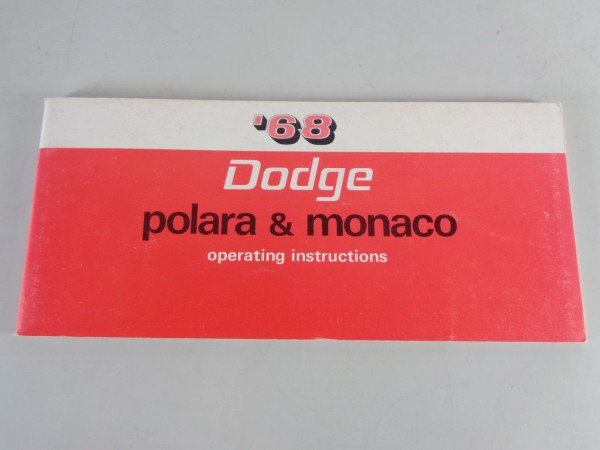 '68
Dodge
polara & monaco
operating instructions